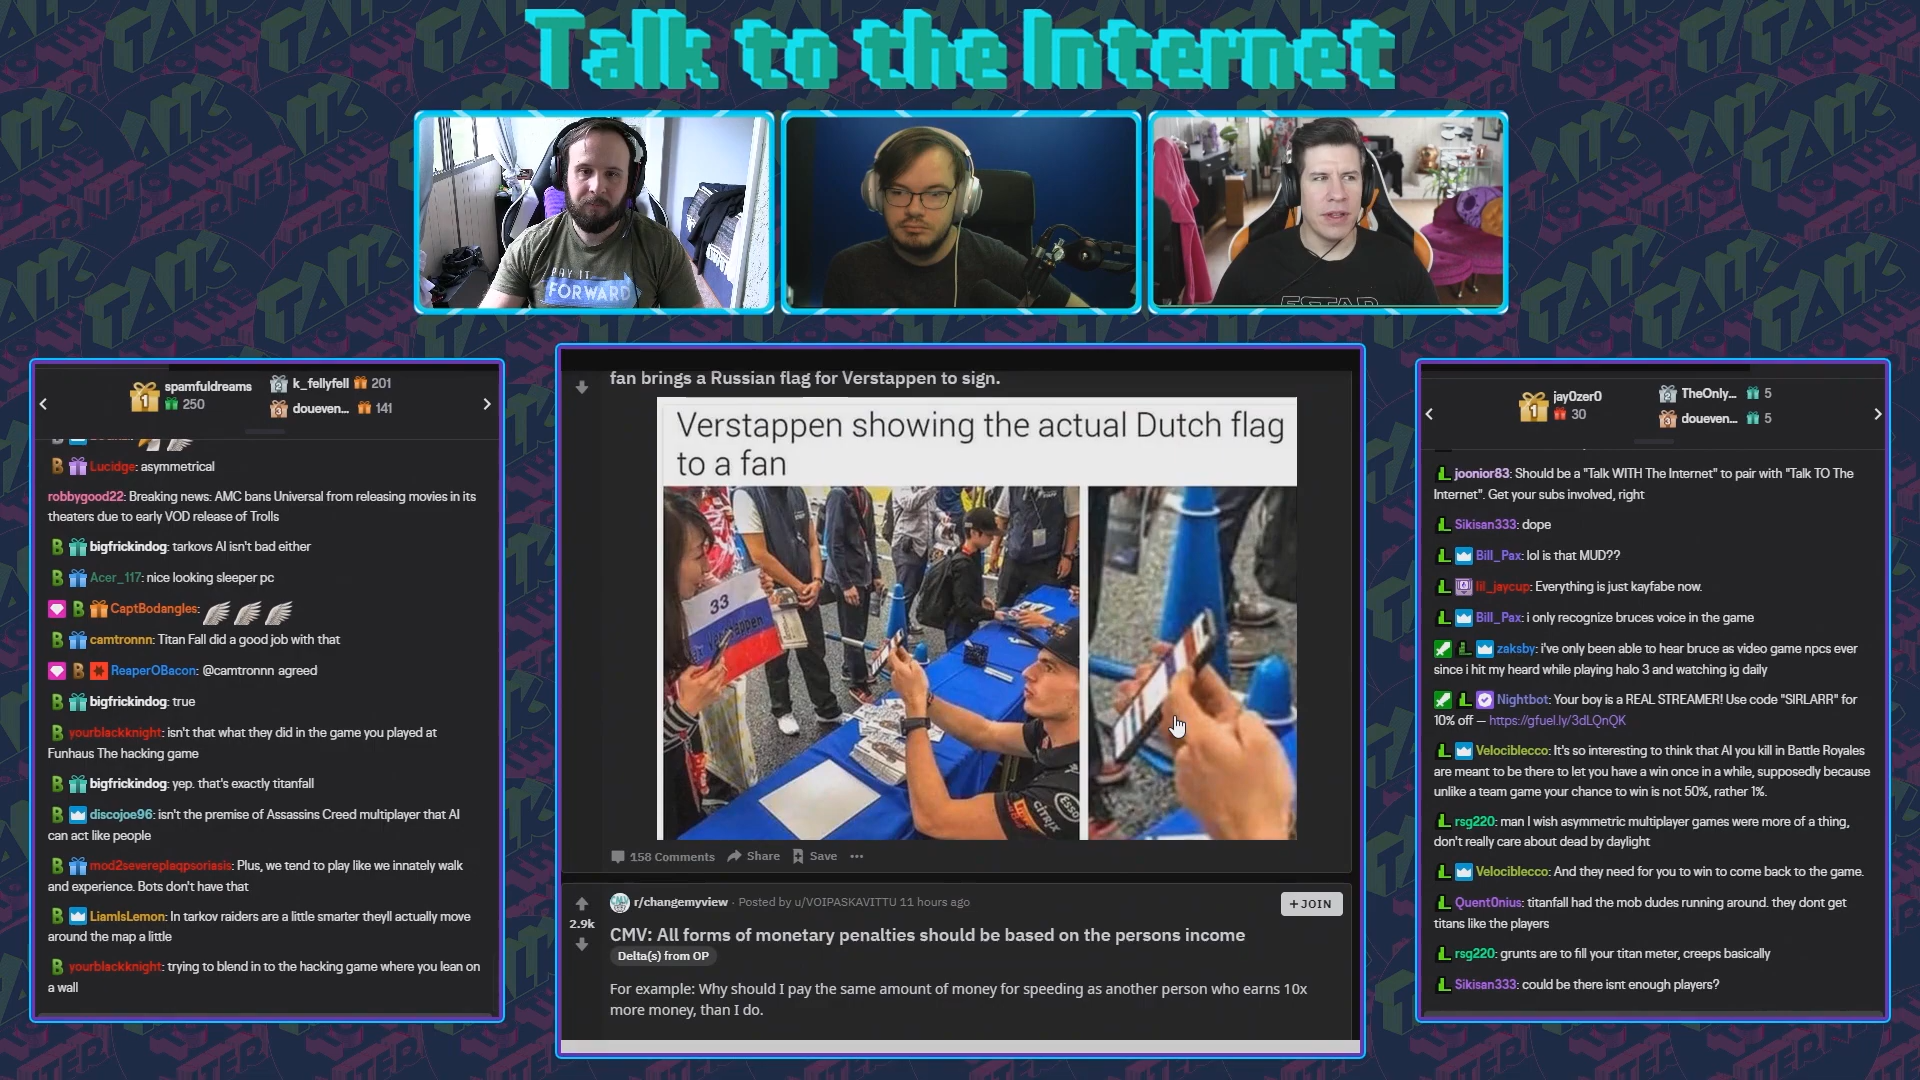 Talk to the Internet
PAY IT
FORWARD
spamfuldreams
250
k_fellyfell 201
doueven... 141
Lucidge: asymmetrical
robbygood22: Breaking news: AMC bans Universal from releasing movies in its
theaters due to early VOD release of Trolls
bigfrickindog: tarkovs AI isn't bad either
Acer_117: nice looking sleeper pc
CaptBodangles:
camtronnn: Titan Fall did a good job with that
ReaperOBacon: @camtronnn agreed
bigfrickindog: true
yourblackknight: isn't that what they did in the game you played at
Funhaus The hacking game
bigfrickindog: yep. that's exactly titanfall
discojoe96: isn't the premise of Assassins Creed multiplayer that AI
can act like people
mod2severeplaqpsoriasis: Plus, we tend to play like we innately walk
and experience. Bots don't have that
LiamIsLemon: In tarkov raiders are a little smarter theyll actually move
around the map a little
yourblackknight: trying to blend in to the hacking game where you lean on
a wall
fan brings a Russian flag for Verstappen to sign.
Verstappen showing the actual Dutch flag
to a fan
33
Verstappen
Esso
CITRIX
158 Comments Share Save
r/changemyview · Posted by u/VOIPASKAVITTU 11 hours ago
+ JOIN
2.9k
CMV: All forms of monetary penalties should be based on the persons income
Delta(s) from OP
For example: Why should I pay the same amount of money for speeding as another person who earns 10x
more money, than I do.
jay0zer0
30
TheOnly... 5
doueven... 5
joonior83: Should be a "Talk WITH The Internet" to pair with "Talk TO The
Internet". Get your subs involved, right
Sikisan333: dope
Bill_Pax: lol is that MUD??
lil_jaycup: Everything is just kayfabe now.
Bill_Pax: i only recognize bruces voice in the game
zaksby: i've only been able to hear bruce as video game npcs ever
since i hit my heard while playing halo 3 and watching ig daily
Nightbot: Your boy is a REAL STREAMER! Use code "SIRLARR" for
10% off — https://gfuel.ly/3dLQnQK
Velociblecco: It's so interesting to think that AI you kill in Battle Royales
are meant to be there to let you have a win once in a while, supposedly because
unlike a team game your chance to win is not 50%, rather 1%.
rsg220: man I wish asymmetric multiplayer games were more of a thing,
don't really care about dead by daylight
Velociblecco: And they need for you to win to come back to the game.
Quent0nius: titanfall had the mob dudes running around. they dont get
titans like the players
rsg220: grunts are to fill your titan meter, creeps basically
Sikisan333: could be there isnt enough players?